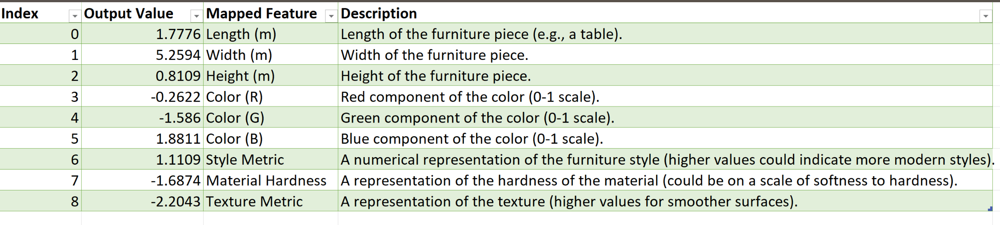 Index Output Value Mapped Feature Description
0 1.7776 Length (m) Length of the furniture piece (e.g., a table).
1 5.2594 Width (m) Width of the furniture piece.
2 0.8109 Height (m) Height of the furniture piece.
3 -0.2622 Color (R) Red component of the color (0-1 scale).
4 -1.586 Color (G) Green component of the color (0-1 scale).
5 1.8811 Color (B) Blue component of the color (0-1 scale).
6 1.1109 Style Metric A numerical representation of the furniture style (higher values could indicate more modern styles).
7 -1.6874 Material Hardness A representation of the hardness of the material (could be on a scale of softness to hardness).
8 -2.2043 Texture Metric A representation of the texture (higher values for smoother surfaces).